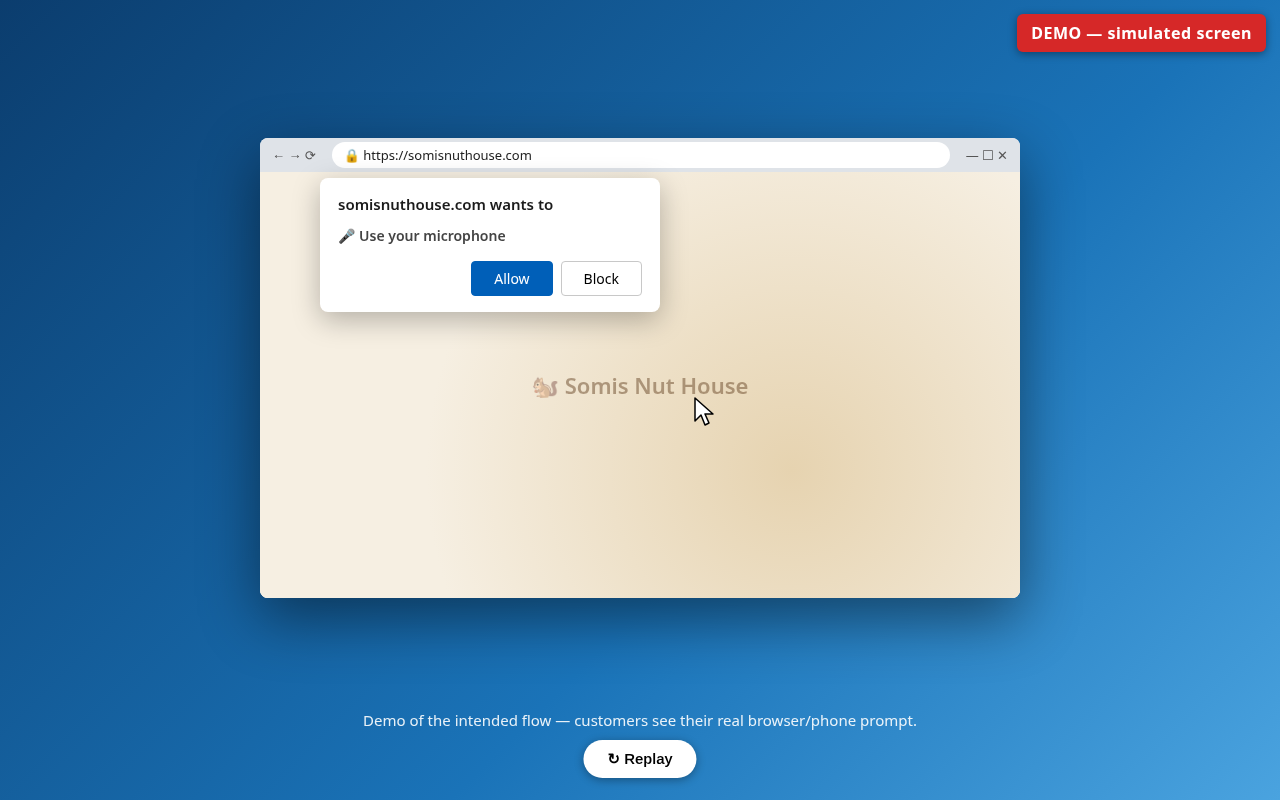 DEMO — simulated screen
https://somisnuthouse.com
somisnuthouse.com wants to
Use your microphone
Allow
Block
Somis Nut House
Demo of the intended flow — customers see their real browser/phone prompt.
↻ Replay